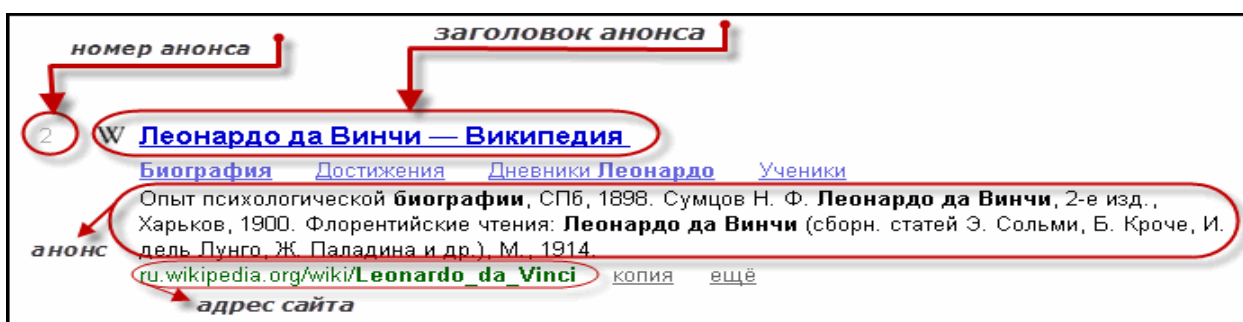 номер анонса
заголовок анонса
2 W Леонардо да Винчи — Википедия
Биография Достижения Дневники Леонардо Ученики
Опыт психологической биографии, СПб, 1898. Сумцов Н. Ф. Леонардо да Винчи, 2-е изд.,
Харьков, 1900. Флорентийские чтения: Леонардо да Винчи (сборн. статей Э. Сольми, Б. Кроче, И.
анонс дель Лунго, Ж. Паладина и др.), М., 1914.
ru.wikipedia.org/wiki/Leonardo_da_Vinci копия ещё
адрес сайта